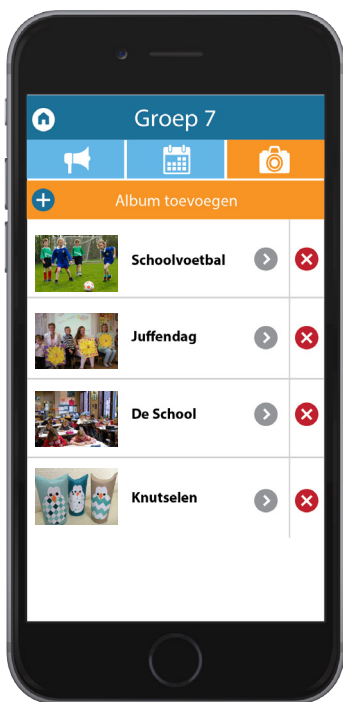 Groep 7
Album toevoegen
Schoolvoetbal
Juffendag
De School
Knutselen